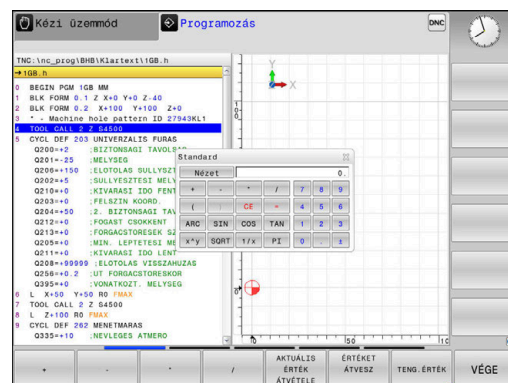 Kézi üzemmód
Programozás
DNC
TNC:\nc_prog\BHB\Klartext\1GB.h
→1GB.h
0 BEGIN PGM 1GB MM
1 BLK FORM 0.1 Z X+0 Y+0 Z-40
2 BLK FORM 0.2 X+100 Y+100 Z+0
3 * - Machine hole pattern ID 27943KL1
4 TOOL CALL 2 Z S4500
5 CYCL DEF 203 UNIVERZALIS FURAS
Q200=+2 ;BIZTONSAGI TAVOLSAG
Q201=-25 ;MELYSEG
Q206=+150 ;ELOTOLAS SULLYSZT
Q202=+5 ;SULLYESZTESI MELY
Q210=+0 ;KIVARASI IDO FENT
Q203=+0 ;FELSZIN KOORD.
Q204=+50 ;2. BIZTONSAGI TAV
Q212=+0 ;FOGAST CSOKKENT
Q213=+0 ;FORGACSTORESEK SZ
Q205=+0 ;MIN. LEPTETESI ME
Q211=+0 ;KIVARASI IDO LENT
Q208=+99999 ;ELOTOLAS VISSZAHUZAS
Q256=+0.2 ;UT FORGACSTORESKOR
Q395=+0 ;VONATKOZT. MELYSEG
6 L X+50 Y+50 R0 FMAX
7 TOOL CALL 2 Z S4500
8 L Z+100 R0 FMAX
9 CYCL DEF 262 MENETMARAS
Q335=+10 ;NEVLEGES ATMERO
Y
X
Standard
Nézet 0.
+ - * / 7 8 9
( ) CE = 4 5 6
ARC SIN COS TAN 1 2 3
x^y SQRT 1/x PI 0 . ±
0 50
+
-
*
/
AKTUÁLIS ÉRTÉK ÁTVÉTELE
ÉRTÉKET ÁTVESZ
TENG.ÉRTÉK
VÉGE